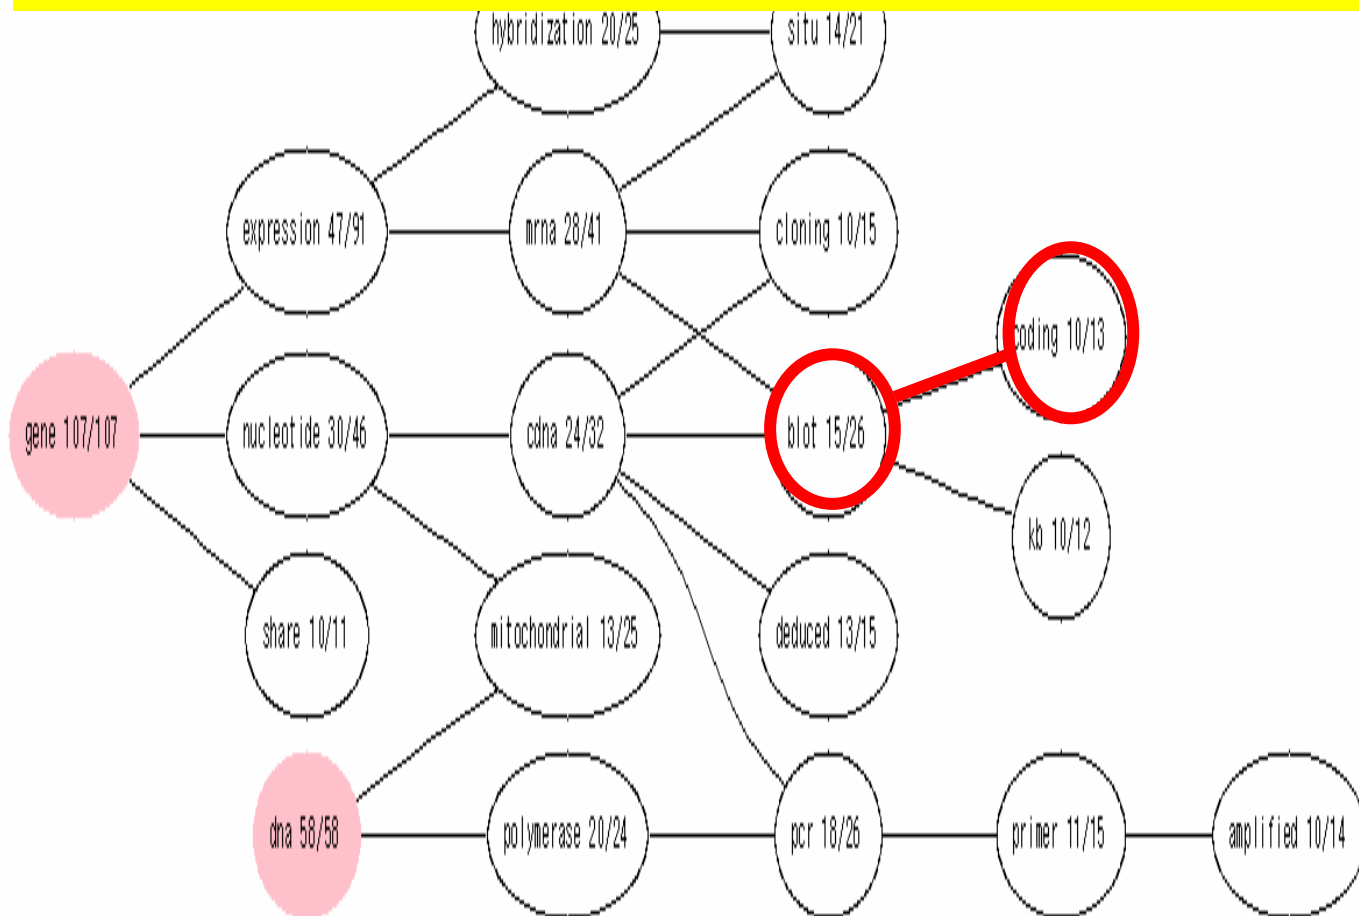 hybridization 20/25
situ 14/21
expression 47/91
mrna 28/41
cloning 10/15
coding 10/13
gene 107/107
nucleotide 30/46
cdna 24/32
blot 15/26
kb 10/12
share 10/11
mitochondrial 13/25
deduced 13/15
dna 58/58
polymerase 20/24
pcr 18/26
primer 11/15
amplified 10/14